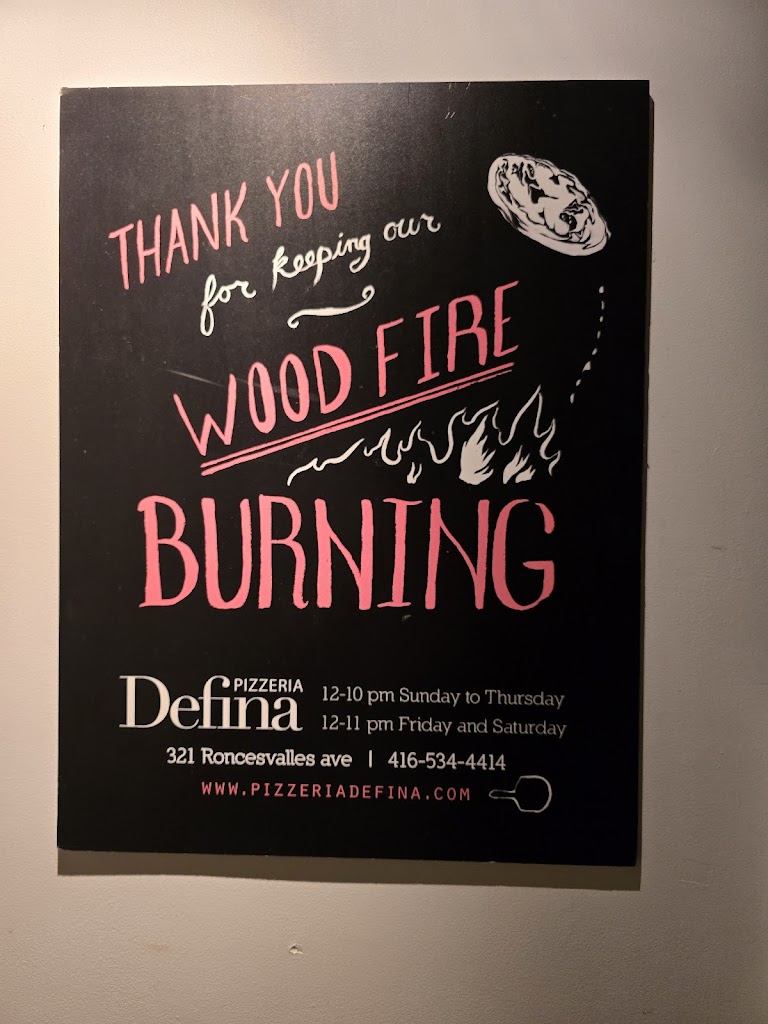 THANK YOU
for keeping our
WOOD FIRE
BURNING
PIZZERIA
Defina
12-10 pm Sunday to Thursday
12-11 pm Friday and Saturday
321 Roncesvalles ave | 416-534-4414
WWW.PIZZERIADEFINA.COM